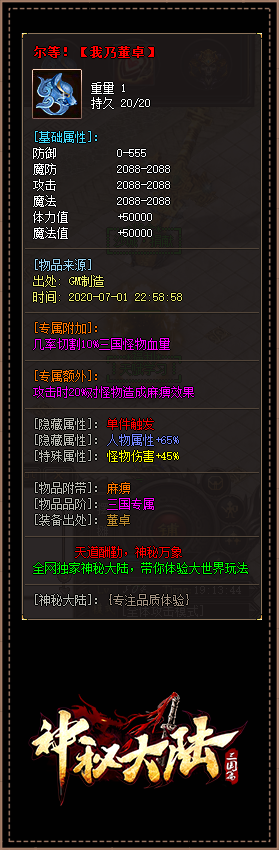 尔等：【我乃董卓】
重量 1
持久 20/20
[基础属性]:
防御 0-555
魔防 2088-2088
攻击 2088-2088
魔法 2088-2088
体力值 +50000
魔法值 +50000
[物品来源]
出处: GM制造
时间: 2020-07-01 22:58:58
[专属附加]:
几率切割10%三国怪物血量
[专属额外]:
攻击时20%对怪物造成麻痹效果
[隐藏属性]: 单件触发
[隐藏属性]: 人物属性+65%
[特殊属性]: 怪物伤害+45%
[物品附带]: 麻痹
[物品品阶]: 三国专属
[装备出处]: 董卓
天道酬勤，神秘万象
全网独家神秘大陆，带你体验大世界玩法
[神秘大陆]: {专注品质体验}
神秘大陆
三国篇